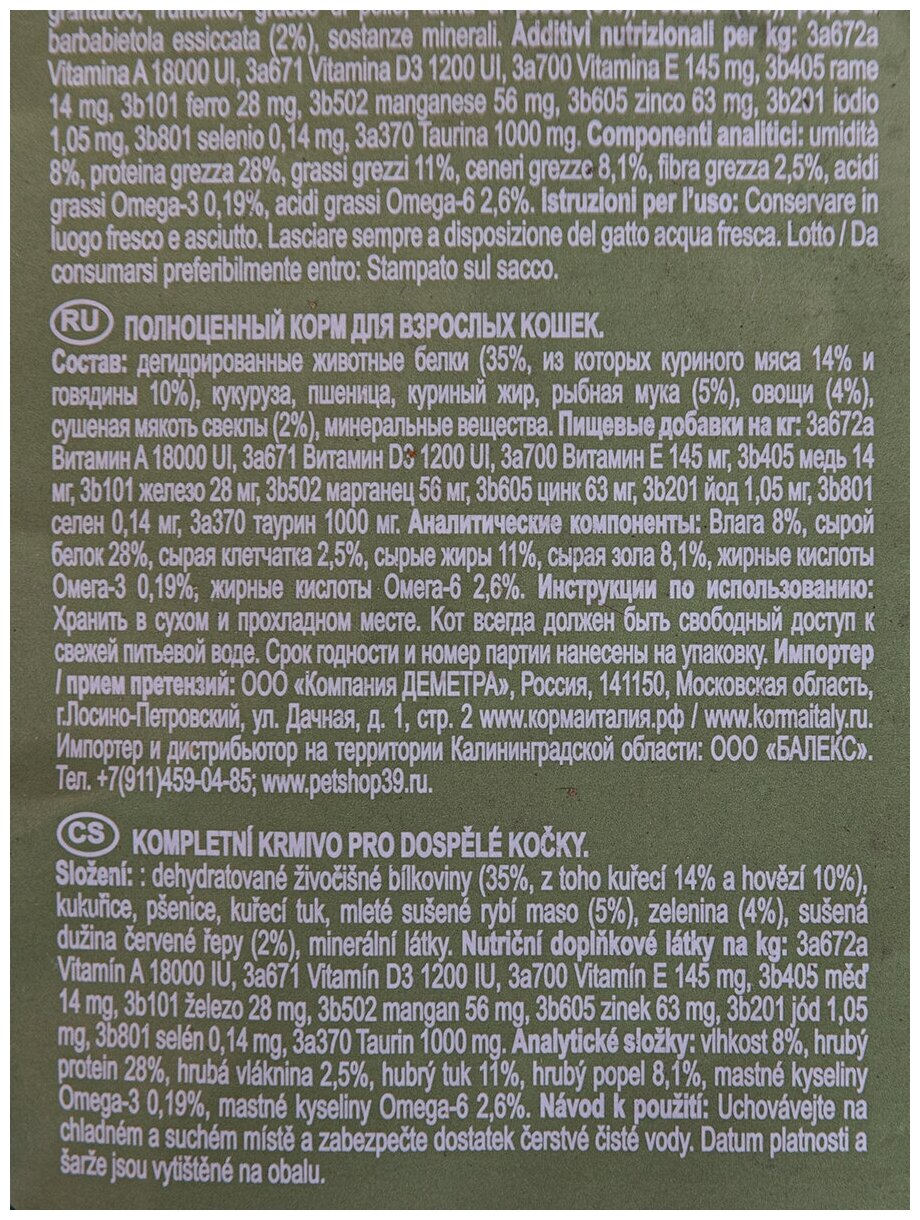 barbabietola essiccata (2%), sostanze minerali. Additivi nutrizionali per kg: 3a672a
Vitamina A 18000 UI, 3a671 Vitamina D3 1200 UI, 3a700 Vitamina E 145 mg, 3b405 rame
14 mg, 3b101 ferro 28 mg, 3b502 manganese 56 mg, 3b605 zinco 63 mg, 3b201 iodio
1,05 mg, 3b801 selenio 0,14 mg, 3a370 Taurina 1000 mg. Componenti analitici: umidità
8%, proteina grezza 28%, grassi grezzi 11%, ceneri grezze 8,1%, fibra grezza 2,5%, acidi
grassi Omega-3 0,19%, acidi grassi Omega-6 2,6%. Istruzioni per l'uso: Conservare in
luogo fresco e asciutto. Lasciare sempre a disposizione del gatto acqua fresca. Lotto / Da
consumarsi preferibilmente entro: Stampato sul sacco.
RU ПОЛНОЦЕННЫЙ КОРМ ДЛЯ ВЗРОСЛЫХ КОШЕК.
Состав: дегидрированные животные белки (35%, из которых куриного мяса 14% и
говядины 10%), кукуруза, пшеница, куриный жир, рыбная мука (5%), овощи (4%),
сушеная мякоть свеклы (2%), минеральные вещества. Пищевые добавки на кг: 3a672a
Витамин A 18000 UI, 3a671 Витамин D3 1200 UI, 3a700 Витамин E 145 мг, 3b405 медь 14
мг, 3b101 железо 28 мг, 3b502 марганец 56 мг, 3b605 цинк 63 мг, 3b201 йод 1,05 мг, 3b801
селен 0,14 мг, 3a370 таурин 1000 мг. Аналитические компоненты: Влага 8%, сырой
белок 28%, сырая клетчатка 2,5%, сырые жиры 11%, сырая зола 8,1%, жирные кислоты
Омега-3 0,19%; жирные кислоты Омега-6 2,6%. Инструкции по использованию:
Хранить в сухом и прохладном месте. Кот всегда должен быть свободный доступ к
свежей питьевой воде. Срок годности и номер партии нанесены на упаковку. Импортер
/ прием претензий: ООО «Компания ДЕМЕТРА», Россия, 141150, Московская область,
г.Лосино-Петровский, ул. Дачная, д. 1, стр. 2 www.кормаиталия.рф / www.kormaitaly.ru.
Импортер и дистрибьютор на территории Калининградской области: ООО «БАЛЕКС».
Тел. +7(911)459-04-85; www.petshop39.ru.
CS KOMPLETNÍ KRMIVO PRO DOSPĚLÉ KOČKY.
Složení: : dehydratované živočišné bílkoviny (35%, z toho kuřecí 14% a hovězí 10%),
kukuřice, pšenice, kuřecí tuk, mleté sušené rybí maso (5%), zelenina (4%), sušená
dužina červené řepy (2%), minerální látky. Nutriční doplňkové látky na kg: 3a672a
Vitamín A 18000 IU, 3a671 Vitamín D3 1200 IU, 3a700 Vitamín E 145 mg, 3b405 měď
14 mg, 3b101 železo 28 mg, 3b502 mangan 56 mg, 3b605 zinek 63 mg, 3b201 jód 1,05
mg, 3b801 selén 0,14 mg, 3a370 Taurin 1000 mg. Analytické složky: vlhkost 8%, hrubý
protein 28%, hrubá vláknina 2,5%, hubrý tuk 11%, hrubý popel 8,1%, mastné kyseliny
Omega-3 0,19%, mastné kyseliny Omega-6 2,6%. Návod k použití: Uchovávejte na
chladném a suchém místě a zabezpečte dostatek čerstvé čisté vody. Datum platnosti a
šarže jsou vytištěné na obalu.